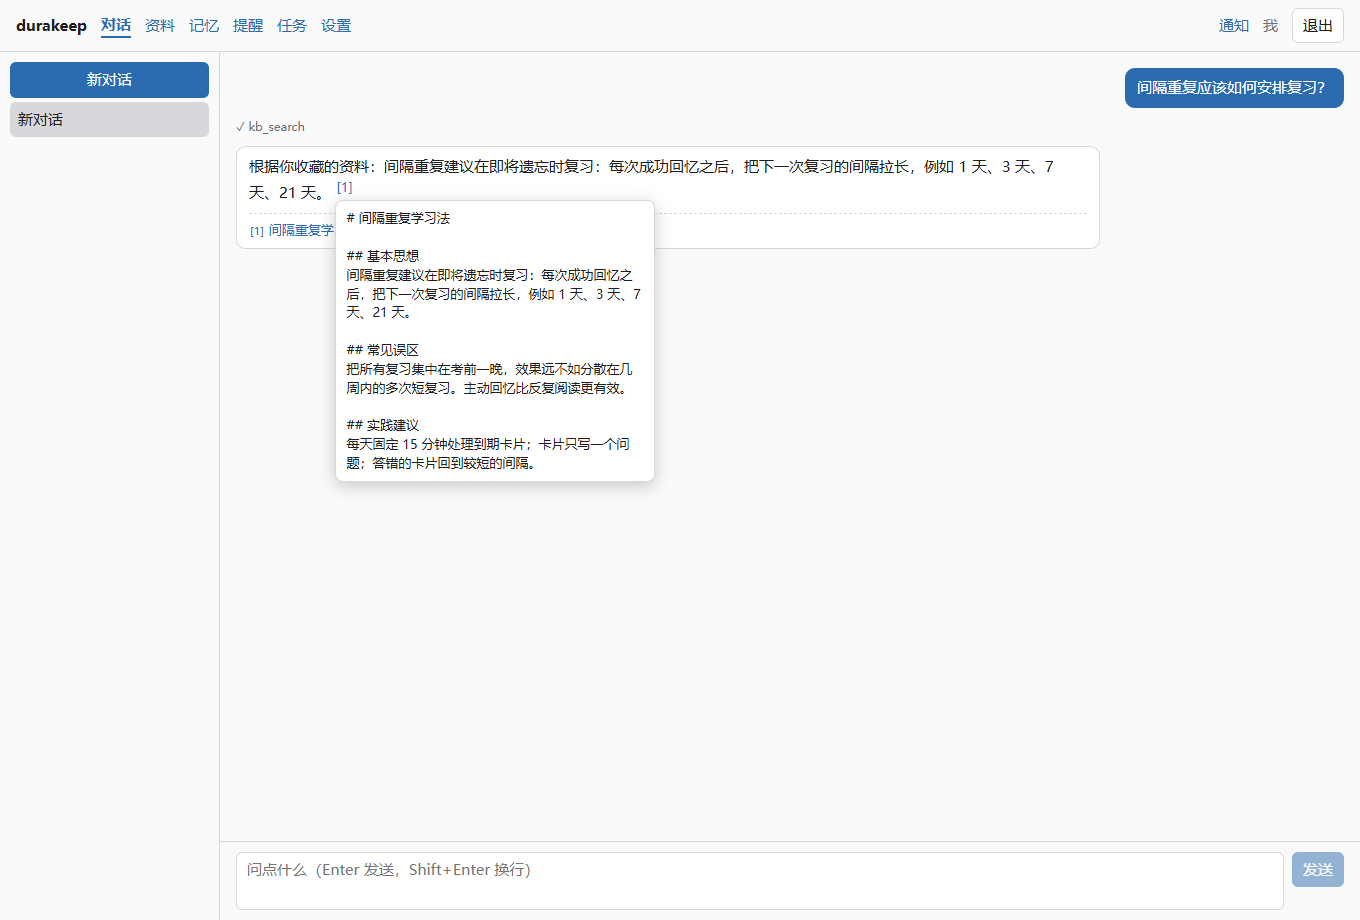 durakeep 对话 资料 记忆 提醒 任务 设置 通知 我 退出
新对话
新对话
间隔重复应该如何安排复习？
✓ kb_search
根据你收藏的资料：间隔重复建议在即将遗忘时复习：每次成功回忆之后，把下一次复习的间隔拉长，例如 1 天、3 天、7
天、21 天。 [1]
[1] 间隔重复学
# 间隔重复学习法
## 基本思想
间隔重复建议在即将遗忘时复习：每次成功回忆之
后，把下一次复习的间隔拉长，例如 1 天、3 天、7
天、21 天。
## 常见误区
把所有复习集中在考前一晚，效果远不如分散在几
周内的多次短复习。主动回忆比反复阅读更有效。
## 实践建议
每天固定 15 分钟处理到期卡片；卡片只写一个问
题；答错的卡片回到较短的间隔。
问点什么（Enter 发送，Shift+Enter 换行）
发送